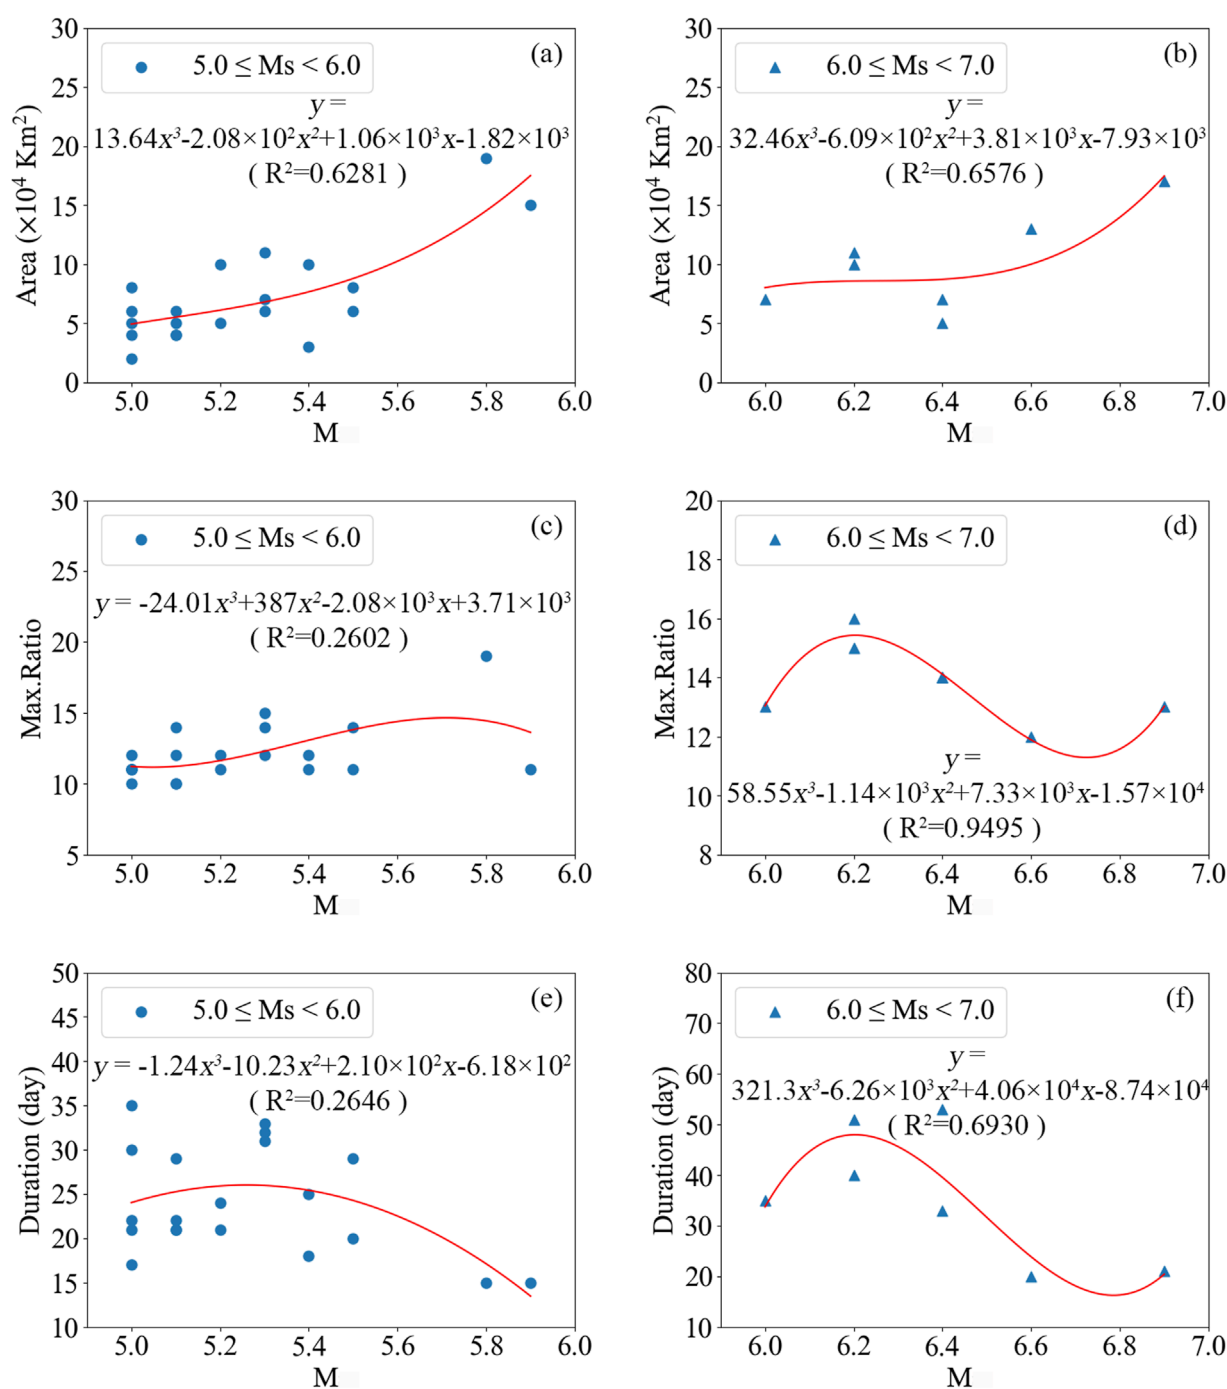 30
25
20
15
10
5
0
Area (×10⁴ Km²)
5.0 ≤ Ms < 6.0
(a)
y =
13.64x³-2.08×10²x²+1.06×10³x-1.82×10³
( R²=0.6281 )
5.0 5.2 5.4 5.6 5.8 6.0
M
30
25
20
15
10
5
0
Area (×10⁴ Km²)
6.0 ≤ Ms < 7.0
(b)
y =
32.46x³-6.09×10²x²+3.81×10³x-7.93×10³
( R²=0.6576 )
6.0 6.2 6.4 6.6 6.8 7.0
M
30
25
20
15
10
5
Max.Ratio
5.0 ≤ Ms < 6.0
(c)
y = -24.01x³+387x²-2.08×10³x+3.71×10³
( R²=0.2602 )
5.0 5.2 5.4 5.6 5.8 6.0
M
20
18
16
14
12
10
8
Max.Ratio
6.0 ≤ Ms < 7.0
(d)
y =
58.55x³-1.14×10³x²+7.33×10³x-1.57×10⁴
( R²=0.9495 )
6.0 6.2 6.4 6.6 6.8 7.0
M
50
45
40
35
30
25
20
15
10
Duration (day)
5.0 ≤ Ms < 6.0
(e)
y = -1.24x³-10.23x²+2.10×10²x-6.18×10²
( R²=0.2646 )
5.0 5.2 5.4 5.6 5.8 6.0
M
80
70
60
50
40
30
20
10
Duration (day)
6.0 ≤ Ms < 7.0
(f)
y =
321.3x³-6.26×10³x²+4.06×10⁴x-8.74×10⁴
( R²=0.6930 )
6.0 6.2 6.4 6.6 6.8 7.0
M